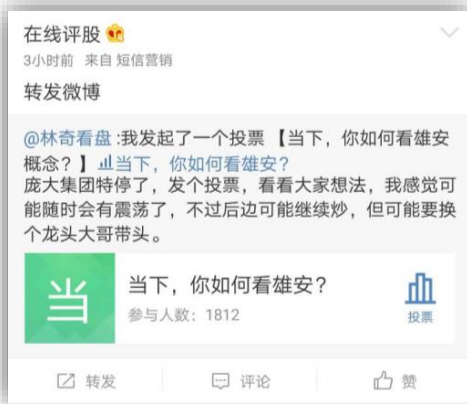 在线评股
3小时前 来自 短信营销
转发微博
@林奇看盘:我发起了一个投票 【当下，你如何看雄安
概念？】当下，你如何看雄安?
庞大集团特停了，发个投票，看看大家想法，我感觉可
能随时会有震荡了，不过后边可能继续炒，但可能要换
个龙头大哥带头。
当
当下，你如何看雄安?
参与人数：1812
投票
转发 评论 赞